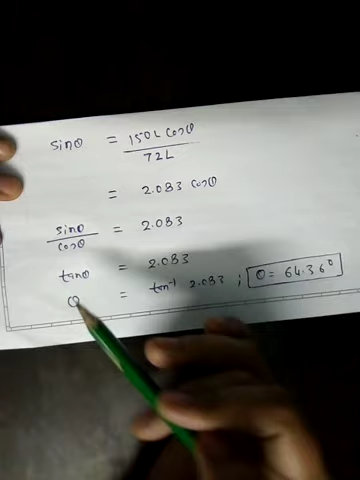 sinθ = 150L cosθ / 72L
= 2.083 cosθ
sinθ / cosθ = 2.083
tanθ = 2.083
θ = tan⁻¹ 2.083 ; θ = 64.36°